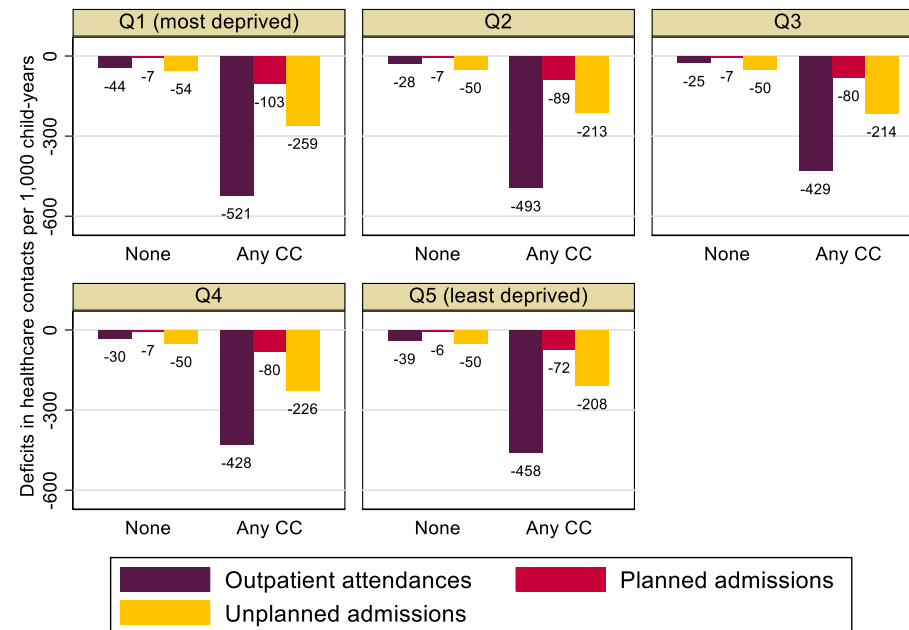 Deficits in healthcare contacts per 1,000 child-years
Q1 (most deprived)
Q2
Q3
0
-300
-600
-44
-7
-54
-521
-103
-259
-28
-7
-50
-493
-89
-213
-25
-7
-50
-429
-80
-214
None
Any CC
None
Any CC
None
Any CC
Q4
Q5 (least deprived)
0
-300
-600
-30
-7
-50
-428
-80
-226
-39
-6
-50
-458
-72
-208
None
Any CC
None
Any CC
Outpatient attendances
Planned admissions
Unplanned admissions